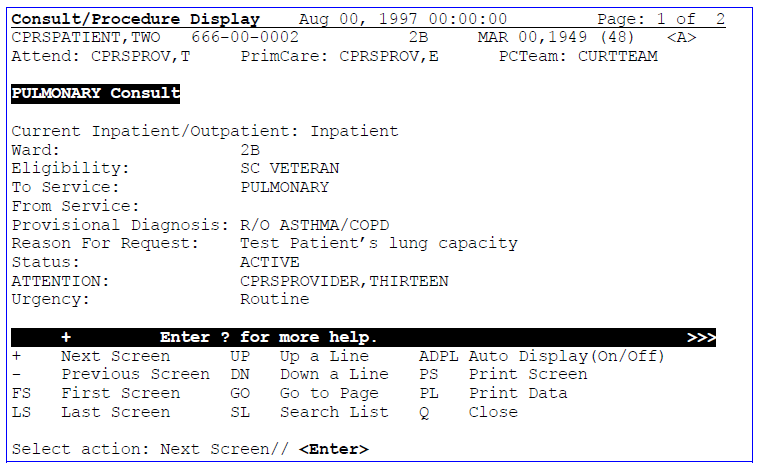 Consult/Procedure Display    Aug 00, 1997 00:00:00         Page: 1 of  2
CPRSPATIENT,TWO   666-00-0002           2B     MAR 00,1949 (48)   <A>
Attend: CPRSPROV,T     PrimCare: CPRSPROV,E      PCTeam: CURTTEAM
PULMONARY Consult
Current Inpatient/Outpatient: Inpatient
Ward:                  2B
Eligibility:           SC VETERAN
To Service:            PULMONARY
From Service:
Provisional Diagnosis: R/O ASTHMA/COPD
Reason For Request:    Test Patient's lung capacity
Status:                ACTIVE
ATTENTION:             CPRSPROVIDER,THIRTEEN
Urgency:               Routine
     +         Enter ? for more help.                               >>>
+    Next Screen      UP   Up a Line     ADPL Auto Display(On/Off)
-    Previous Screen  DN   Down a Line   PS   Print Screen
FS   First Screen     GO   Go to Page    PL   Print Data
LS   Last Screen      SL   Search List   Q    Close
Select action: Next Screen// <Enter>